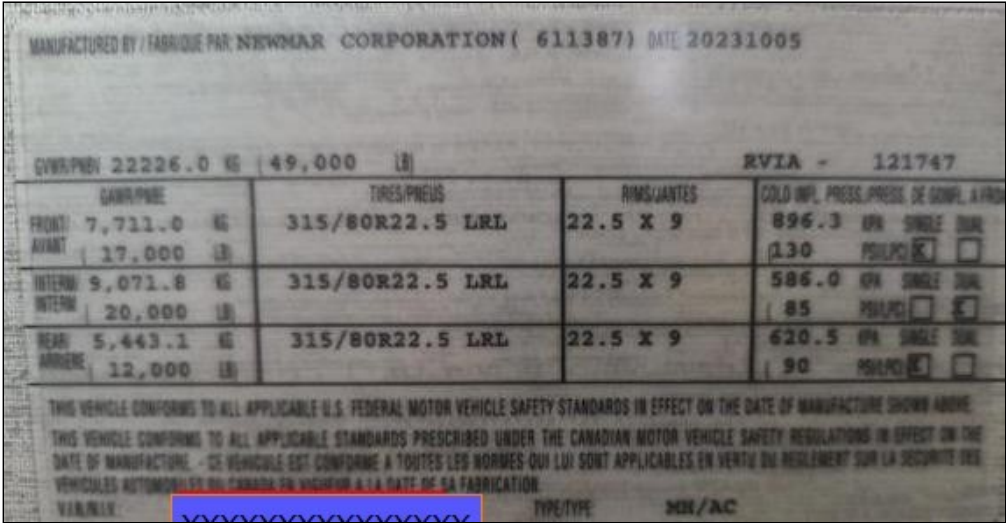 MANUFACTURED BY / FABRIQUE PAR: NEWMAR CORPORATION( 611387) DATE 20231005
GVWR/PNBV 22226.0 KG 49,000 LB RVIA - 121747
GAWR/PNBE TIRES/PNEUS RIMS/JANTES COLD INFL. PRESS./PRESS. DE GONFL. A FROI
FRONT/ 7,711.0 KG 315/80R22.5 LRL 22.5 X 9 896.3 KPA SINGLE DUAL
AVANT 17,000 LB 130 PSI/LPC X
INTERM/ 9,071.8 KG 315/80R22.5 LRL 22.5 X 9 586.0 KPA SINGLE DUAL
INTERM 20,000 LB 85 PSI/LPC X
REAR/ 5,443.1 KG 315/80R22.5 LRL 22.5 X 9 620.5 KPA SINGLE DUAL
ARRIERE 12,000 LB 90 PSI/LPC X
THIS VEHICLE CONFORMS TO ALL APPLICABLE U.S. FEDERAL MOTOR VEHICLE SAFETY STANDARDS IN EFFECT ON THE DATE OF MANUFACTURE SHOWN ABOVE.
THIS VEHICLE CONFORMS TO ALL APPLICABLE STANDARDS PRESCRIBED UNDER THE CANADIAN MOTOR VEHICLE SAFETY REGULATIONS IN EFFECT ON THE
DATE OF MANUFACTURE. - CE VEHICULE EST CONFORME A TOUTES LES NORMES QUI LUI SONT APPLICABLES EN VERTU DU REGLEMENT SUR LA SECURITE DES
VEHICULES AUTOMOBILES DU CANADA EN VIGUEUR A LA DATE DE SA FABRICATION.
V.I.N./N.I.V.: XXXXXXXXXXXXXXX TYPE/TYPE: MH/AC